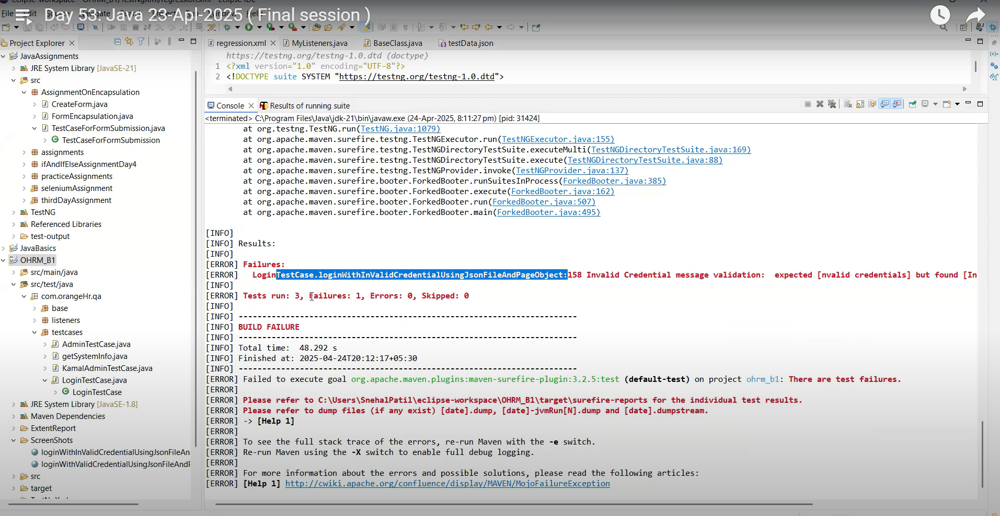 eclipse-workspace - OHRM_B1/TestNgXml/regression.xml - Eclipse IDE
Day 53: Java 23-Apl-2025 ( Final session )
Project Explorer
regression.xml
MyListeners.java
BaseClass.java
testData.json
https://testng.org/testng-1.0.dtd (doctype)
1 <?xml version="1.0" encoding="UTF-8"?>
2 <!DOCTYPE suite SYSTEM "https://testng.org/testng-1.0.dtd">
JavaAssignments
JRE System Library [JavaSE-21]
src
AssignmentOnEncapsulation
CreateForm.java
FormEncapsulation.java
TestCaseForFormSubmission.java
TestCaseForFormSubmission
assignments
ifAndIfElseAssignmentDay4
practiceAssignments
seleniumAssignment
thirdDayAssignment
TestNG
Referenced Libraries
test-output
JavaBasics
OHRM_B1
src/main/java
src/test/java
com.orangeHr.qa
base
listeners
testcases
AdminTestCase.java
getSystemInfo.java
KamalAdminTestCase.java
LoginTestCase.java
LoginTestCase
JRE System Library [JavaSE-1.8]
Maven Dependencies
ExtentReport
ScreenShots
loginWithInValidCredentialUsingJsonFileAn
loginWithValidCredentialUsingJsonFileAndF
src
target
Console
Results of running suite
<terminated> C:\Program Files\Java\jdk-21\bin\javaw.exe (24-Apr-2025, 8:11:27 pm) [pid: 31424]
at org.testng.TestNG.run(TestNG.java:1079)
at org.apache.maven.surefire.testng.TestNGExecutor.run(TestNGExecutor.java:155)
at org.apache.maven.surefire.testng.TestNGDirectoryTestSuite.executeMulti(TestNGDirectoryTestSuite.java:169)
at org.apache.maven.surefire.testng.TestNGDirectoryTestSuite.execute(TestNGDirectoryTestSuite.java:88)
at org.apache.maven.surefire.testng.TestNGProvider.invoke(TestNGProvider.java:137)
at org.apache.maven.surefire.booter.ForkedBooter.runSuitesInProcess(ForkedBooter.java:385)
at org.apache.maven.surefire.booter.ForkedBooter.execute(ForkedBooter.java:162)
at org.apache.maven.surefire.booter.ForkedBooter.run(ForkedBooter.java:507)
at org.apache.maven.surefire.booter.ForkedBooter.main(ForkedBooter.java:495)
[INFO]
[INFO] Results:
[INFO]
[ERROR] Failures:
[ERROR] LoginTestCase.loginWithInValidCredentialUsingJsonFileAndPageObject:158 Invalid Credential message validation: expected [nvalid credentials] but found [In
[INFO]
[ERROR] Tests run: 3, Failures: 1, Errors: 0, Skipped: 0
[INFO]
[INFO] ------------------------------------------------------------------------
[INFO] BUILD FAILURE
[INFO] ------------------------------------------------------------------------
[INFO] Total time: 48.292 s
[INFO] Finished at: 2025-04-24T20:12:17+05:30
[INFO] ------------------------------------------------------------------------
[ERROR] Failed to execute goal org.apache.maven.plugins:maven-surefire-plugin:3.2.5:test (default-test) on project ohrm_b1: There are test failures.
[ERROR]
[ERROR] Please refer to C:\Users\SnehalPatil\eclipse-workspace\OHRM_B1\target\surefire-reports for the individual test results.
[ERROR] Please refer to dump files (if any exist) [date].dump, [date]-jvmRun[N].dump and [date].dumpstream.
[ERROR] -> [Help 1]
[ERROR]
[ERROR] To see the full stack trace of the errors, re-run Maven with the -e switch.
[ERROR] Re-run Maven using the -X switch to enable full debug logging.
[ERROR]
[ERROR] For more information about the errors and possible solutions, please read the following articles:
[ERROR] [Help 1] http://cwiki.apache.org/confluence/display/MAVEN/MojoFailureException